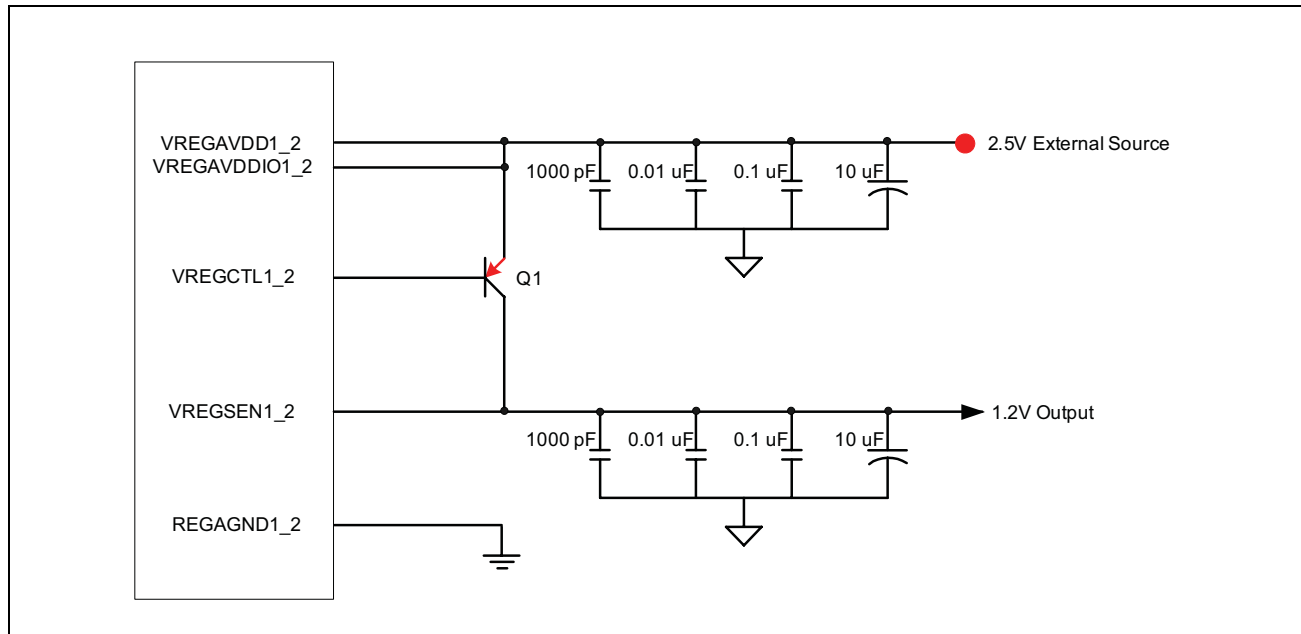 VREGAVDD1_2
2.5V External Source
VREGAVDDIO1_2
1000 pF
0.01 uF
0.1 uF
10 uF
VREGCTL1_2
Q1
VREGSEN1_2
1.2V Output
1000 pF
0.01 uF
0.1 uF
10 uF
REGAGND1_2